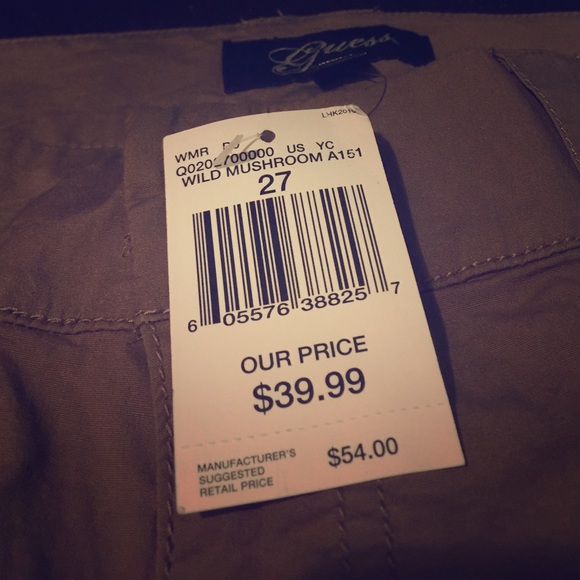 Guess
WMR
Q020 700000 US YC
WILD MUSHROOM A151
27
6 05576 38825 7
OUR PRICE
$39.99
MANUFACTURER'S
SUGGESTED
RETAIL PRICE
$54.00